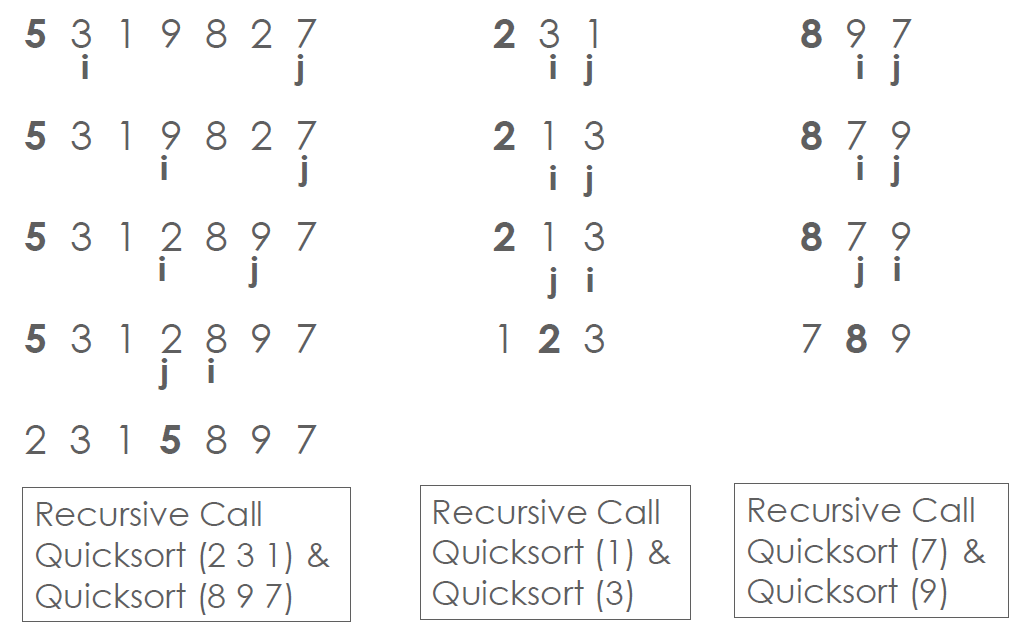 5 3 1 9 8 2 7
i j
5 3 1 9 8 2 7
i j
5 3 1 2 8 9 7
i j
5 3 1 2 8 9 7
j i
2 3 1 5 8 9 7
Recursive Call
Quicksort (2 3 1) &
Quicksort (8 9 7)
2 3 1
i j
2 1 3
i j
2 1 3
j i
1 2 3
Recursive Call
Quicksort (1) &
Quicksort (3)
8 9 7
i j
8 7 9
i j
8 7 9
j i
7 8 9
Recursive Call
Quicksort (7) &
Quicksort (9)